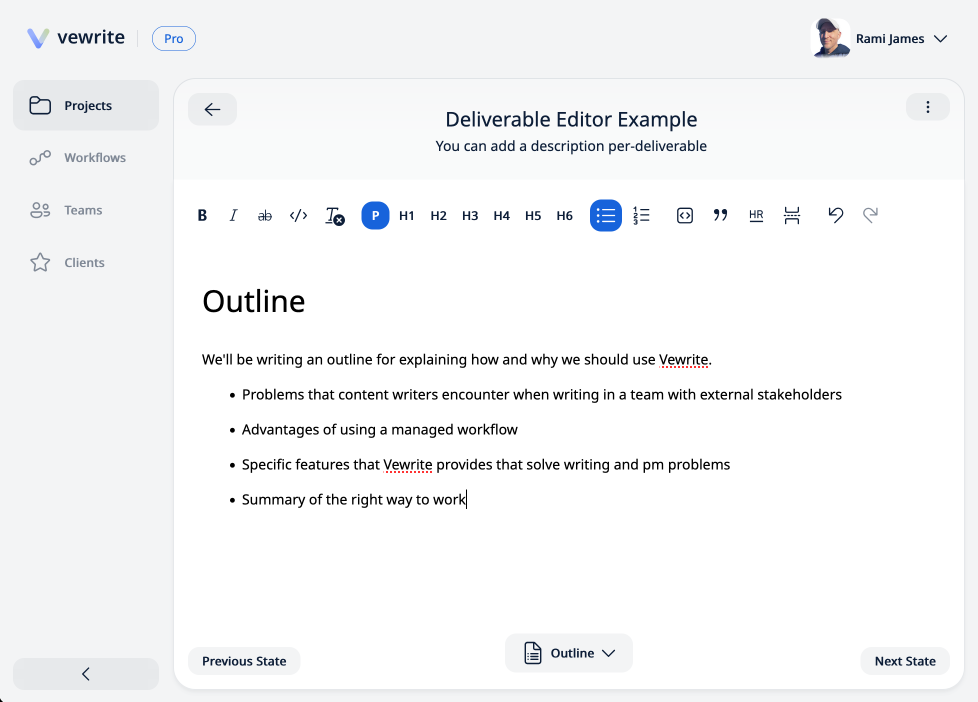 vewrite
Pro
Rami James
Projects
Workflows
Teams
Clients
Deliverable Editor Example
You can add a description per-deliverable
B I ab </> T P H1 H2 H3 H4 H5 H6 HR
Outline
We'll be writing an outline for explaining how and why we should use Vewrite.
• Problems that content writers encounter when writing in a team with external stakeholders
• Advantages of using a managed workflow
• Specific features that Vewrite provides that solve writing and pm problems
• Summary of the right way to work
Previous State
Outline
Next State